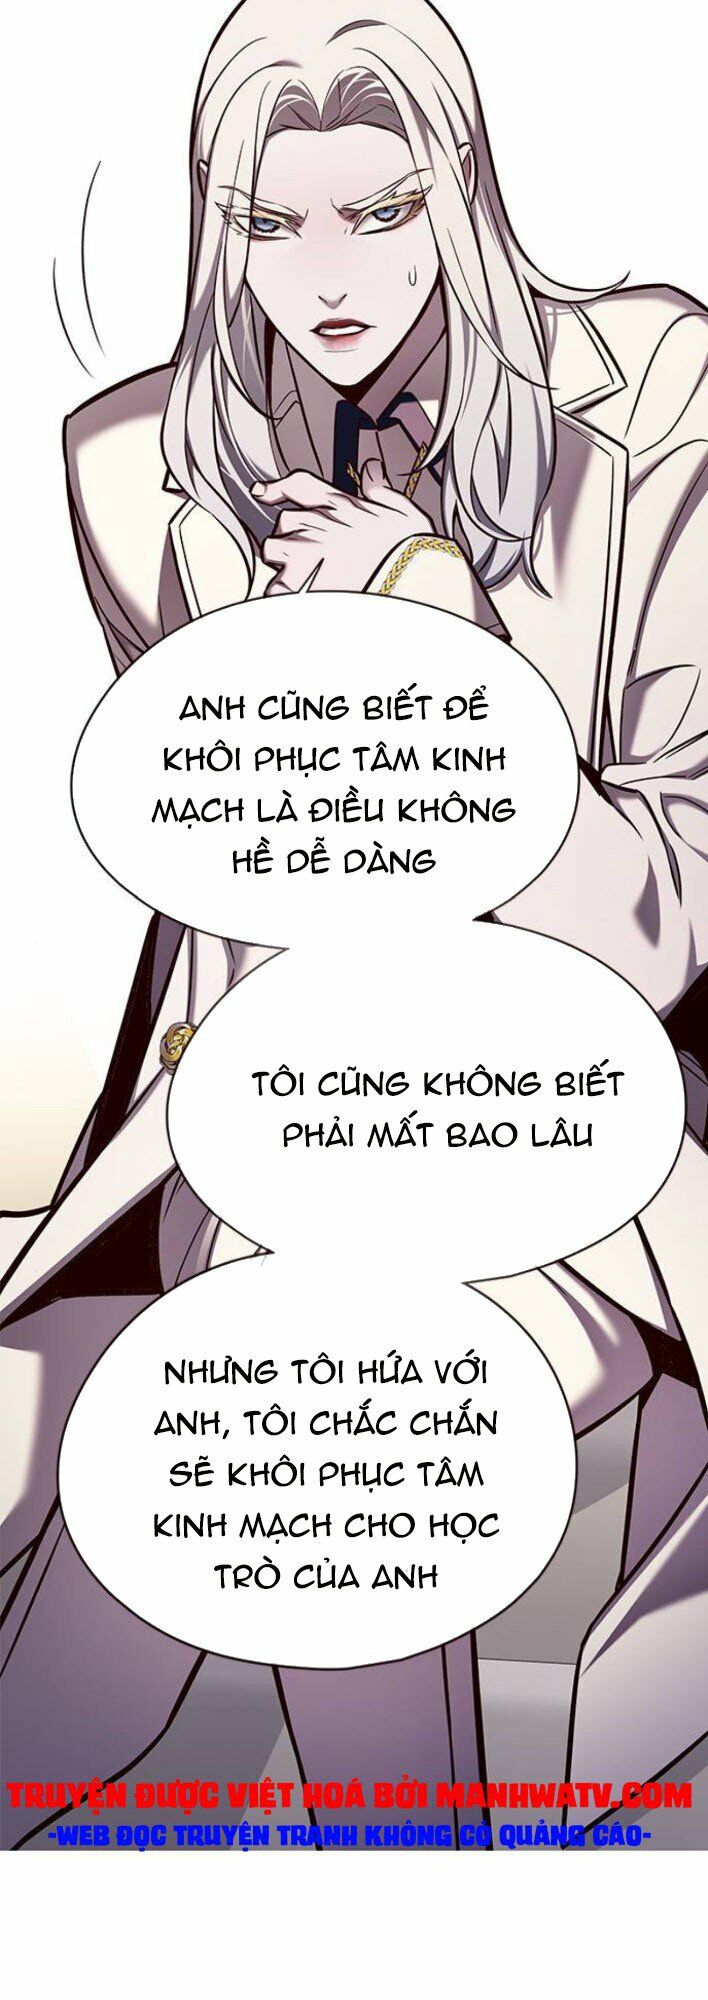 ANH CŨNG BIẾT ĐỂ
KHÔI PHỤC TÂM KINH
MẠCH LÀ ĐIỀU KHÔNG
HỀ DỄ DÀNG
TÔI CŨNG KHÔNG BIẾT
PHẢI MẤT BAO LÂU
NHƯNG TÔI HỨA VỚI
ANH, TÔI CHẮC CHẮN
SẼ KHÔI PHỤC TÂM
KINH MẠCH CHO HỌC
TRÒ CỦA ANH
TRUYỆN ĐƯỢC VIỆT HOÁ BỞI MANHWATV.COM
-WEB ĐỌC TRUYỆN TRANH KHÔNG CÓ QUẢNG CÁO-